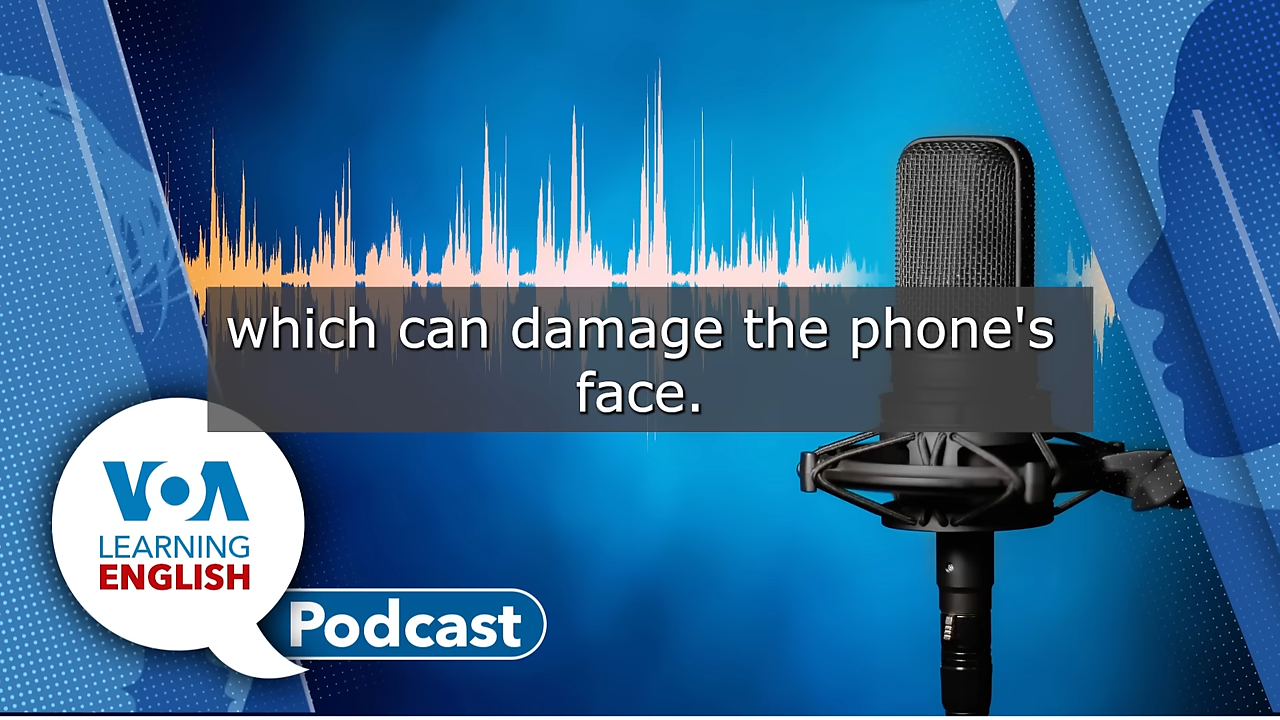 which can damage the phone's
face.
VOA
LEARNING
ENGLISH
Podcast